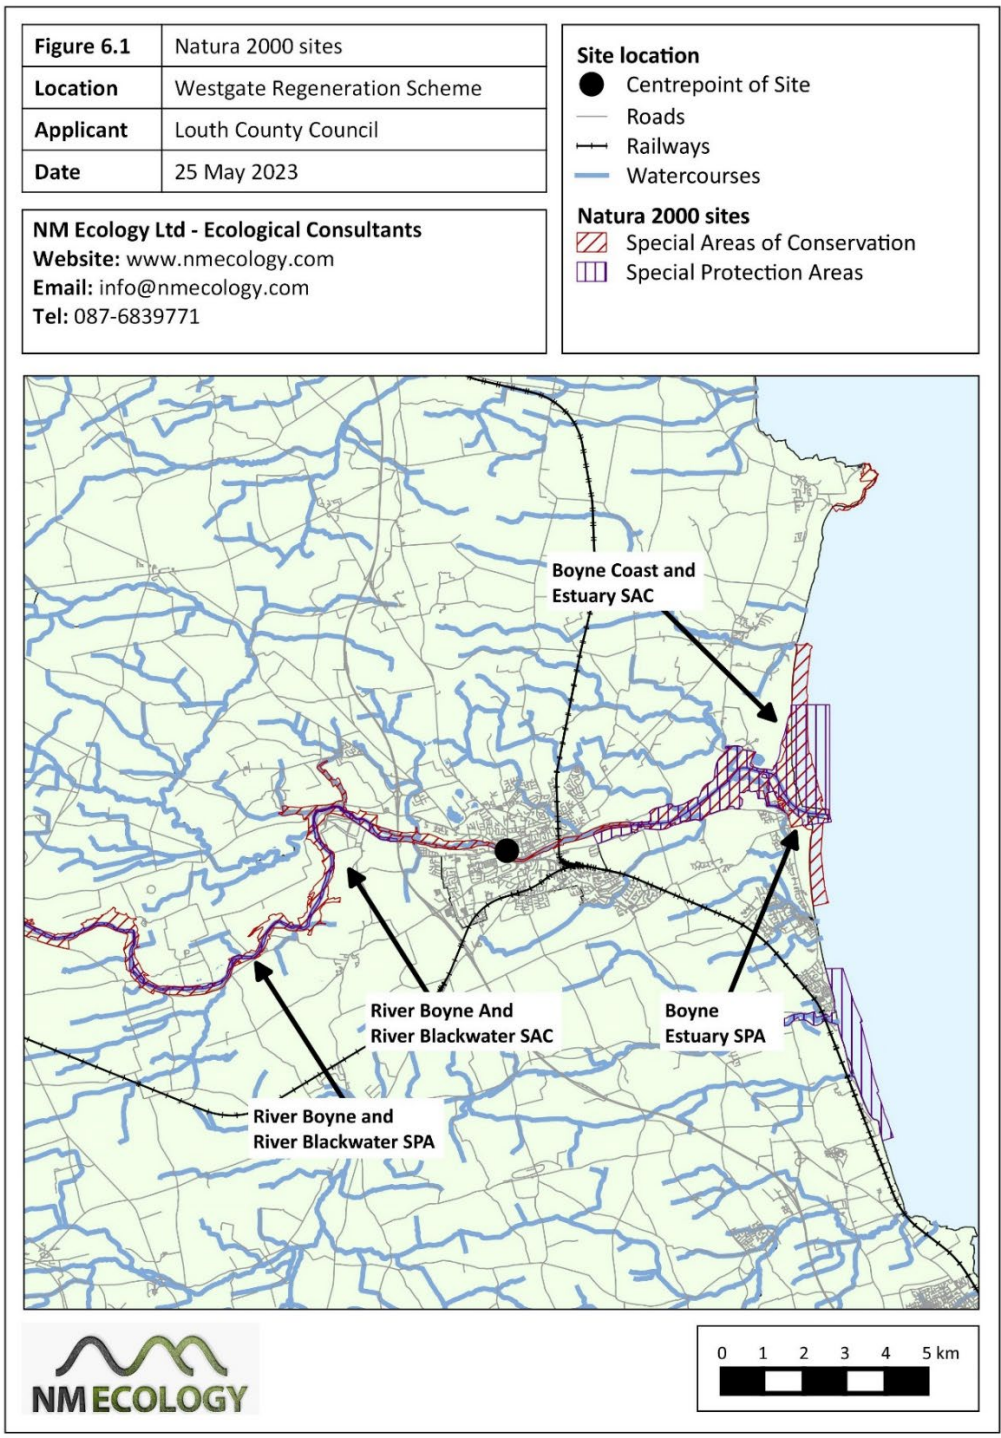 Figure 6.1 Natura 2000 sites
Location Westgate Regeneration Scheme
Applicant Louth County Council
Date 25 May 2023
NM Ecology Ltd - Ecological Consultants
Website: www.nmecology.com
Email: info@nmecology.com
Tel: 087-6839771
Site location
Centrepoint of Site
Roads
Railways
Watercourses
Natura 2000 sites
Special Areas of Conservation
Special Protection Areas
Boyne Coast and
Estuary SAC
River Boyne And
River Blackwater SAC
Boyne
Estuary SPA
River Boyne and
River Blackwater SPA
NM ECOLOGY
0 1 2 3 4 5 km